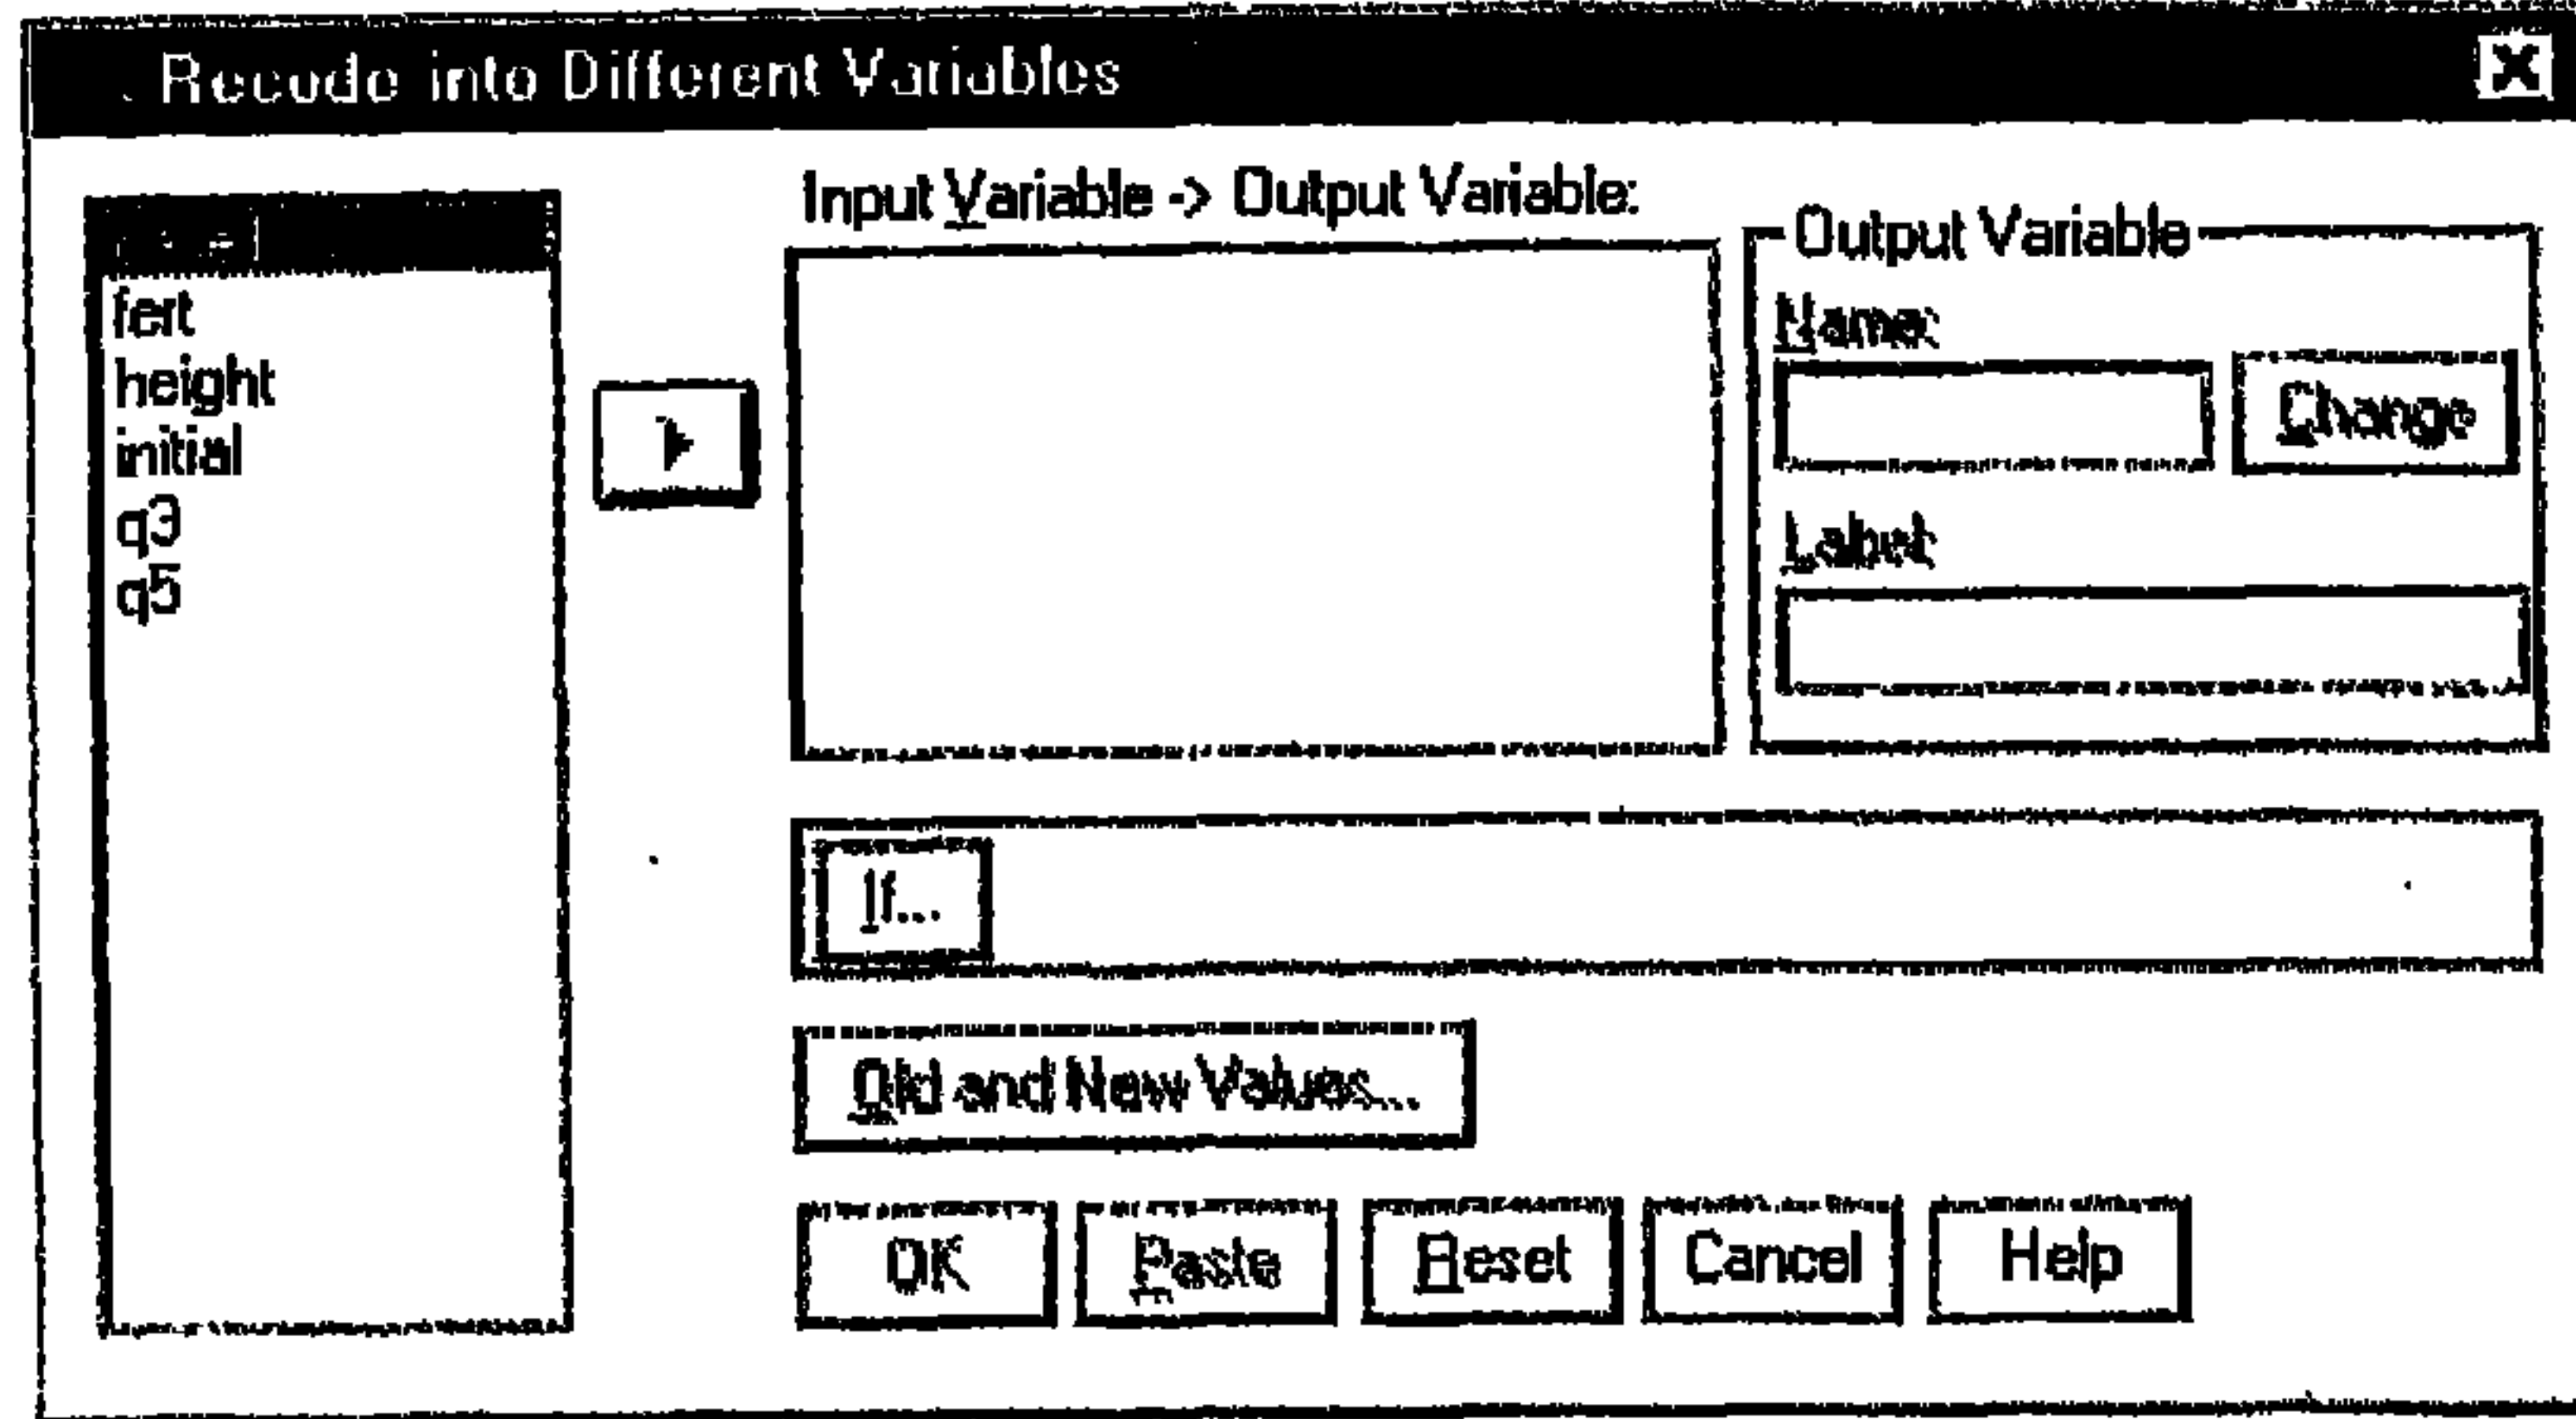 Recode into Different Variables
fert
height
initial
q3
q5
Input Variable -> Output Variable:
Output Variable
Name:
Change
Label:
If...
Old and New Values...
OK
Paste
Reset
Cancel
Help